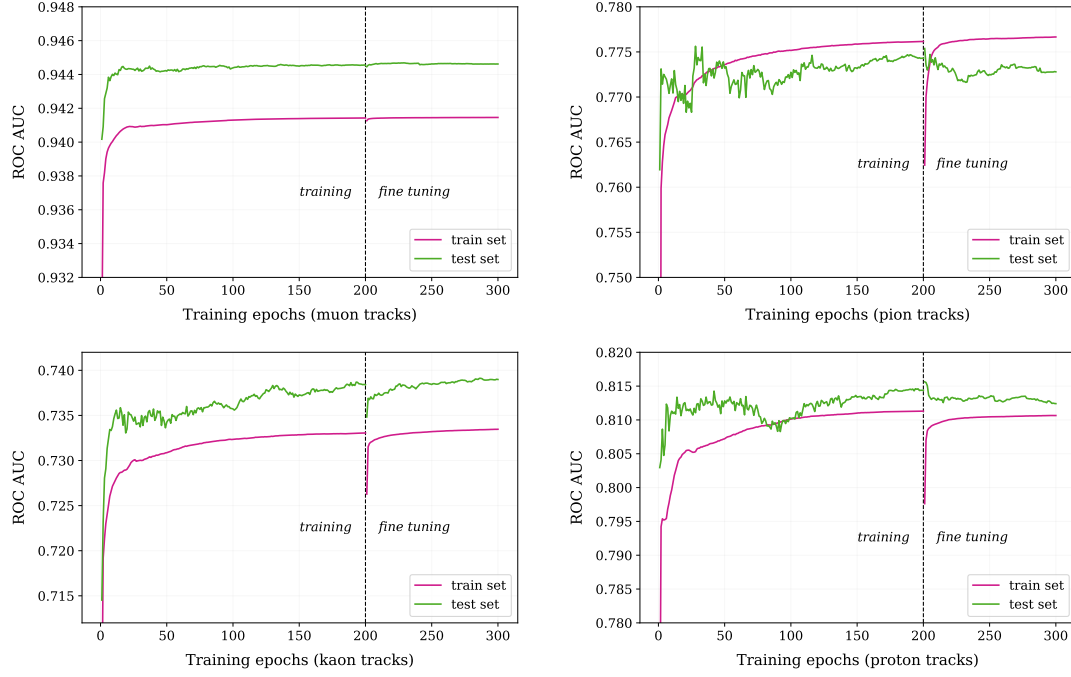 0.948
0.946
0.944
0.942
0.940
0.938
0.936
0.934
0.932
ROC AUC
training
fine tuning
train set
test set
0 50 100 150 200 250 300
Training epochs (muon tracks)
0.780
0.775
0.770
0.765
0.760
0.755
0.750
ROC AUC
training
fine tuning
train set
test set
0 50 100 150 200 250 300
Training epochs (pion tracks)
0.740
0.735
0.730
0.725
0.720
0.715
ROC AUC
training
fine tuning
train set
test set
0 50 100 150 200 250 300
Training epochs (kaon tracks)
0.820
0.815
0.810
0.805
0.800
0.795
0.790
0.785
0.780
ROC AUC
training
fine tuning
train set
test set
0 50 100 150 200 250 300
Training epochs (proton tracks)